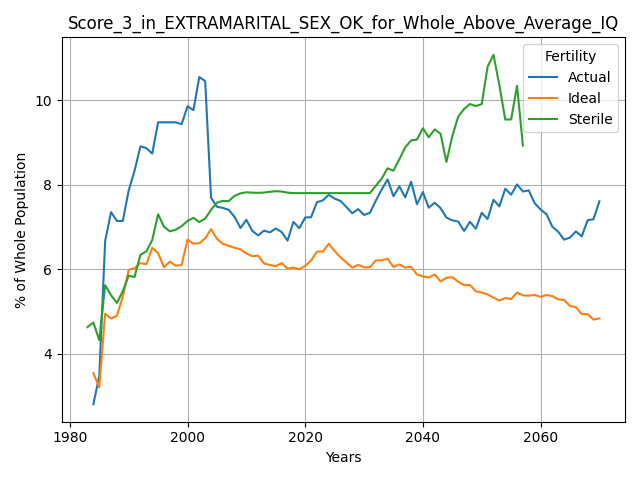 Score_3_in_EXTRAMARITAL_SEX_OK_for_Whole_Above_Average_IQ
Fertility
Actual
Ideal
Sterile
% of Whole Population
10
8
6
4
1980 2000 2020 2040 2060
Years